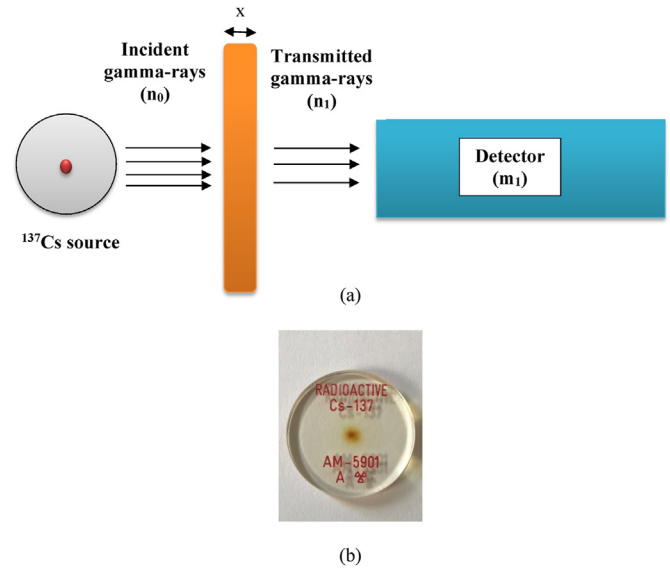 x
Incident
gamma-rays
(n₀)
Transmitted
gamma-rays
(n₁)
Detector
(m₁)
¹³⁷Cs source
(a)
RADIOACTIVE
Cs-137
AM-5901
A
(b)